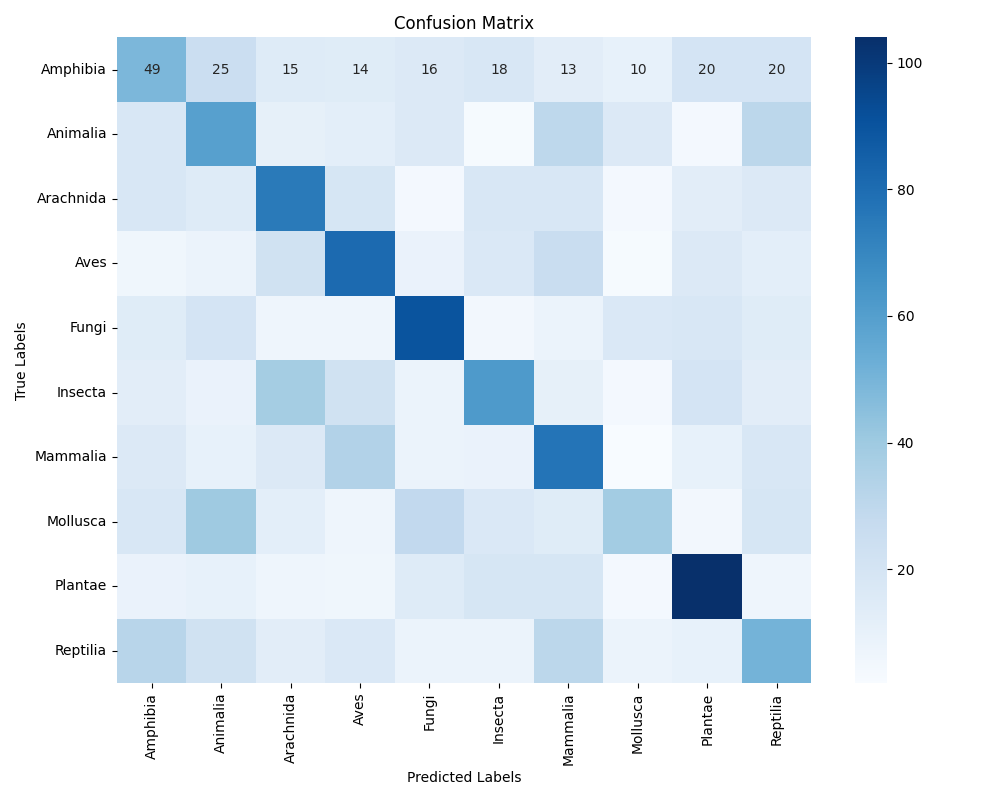 Confusion Matrix
Amphibia 49 25 15 14 16 18 13 10 20 20
Animalia
Arachnida
Aves
Fungi
Insecta
Mammalia
Mollusca
Plantae
Reptilia
True Labels
Amphibia Animalia Arachnida Aves Fungi Insecta Mammalia Mollusca Plantae Reptilia
Predicted Labels
100
80
60
40
20